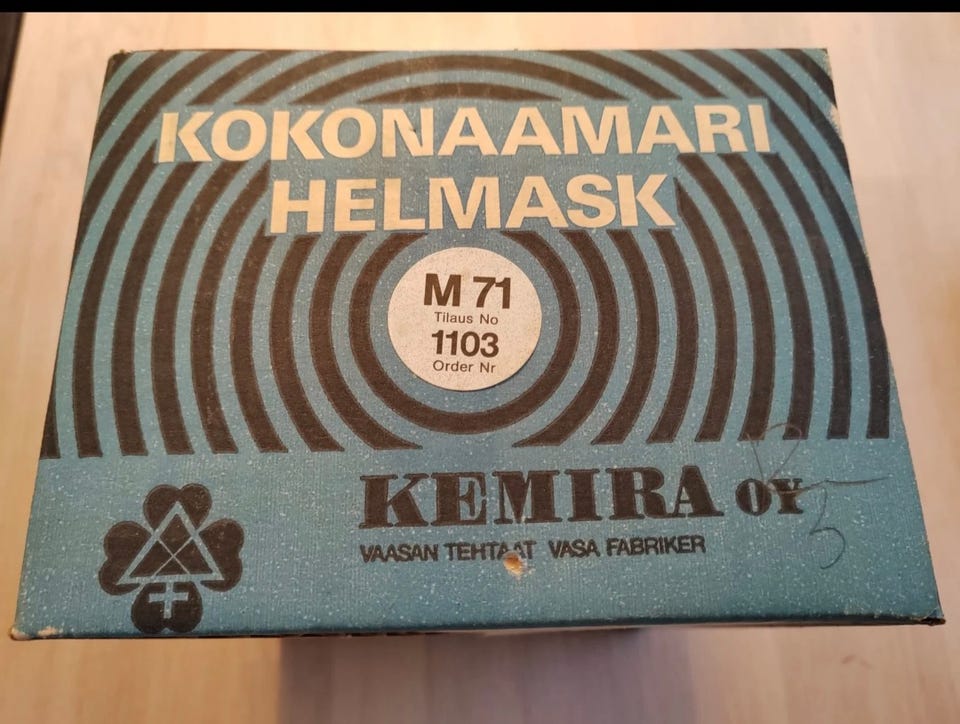 KOKONAAMARI
HELMASK
M 71
Tilaus No
1103
Order Nr
KEMIRA OY
VAASAN TEHTAAT VASA FABRIKER